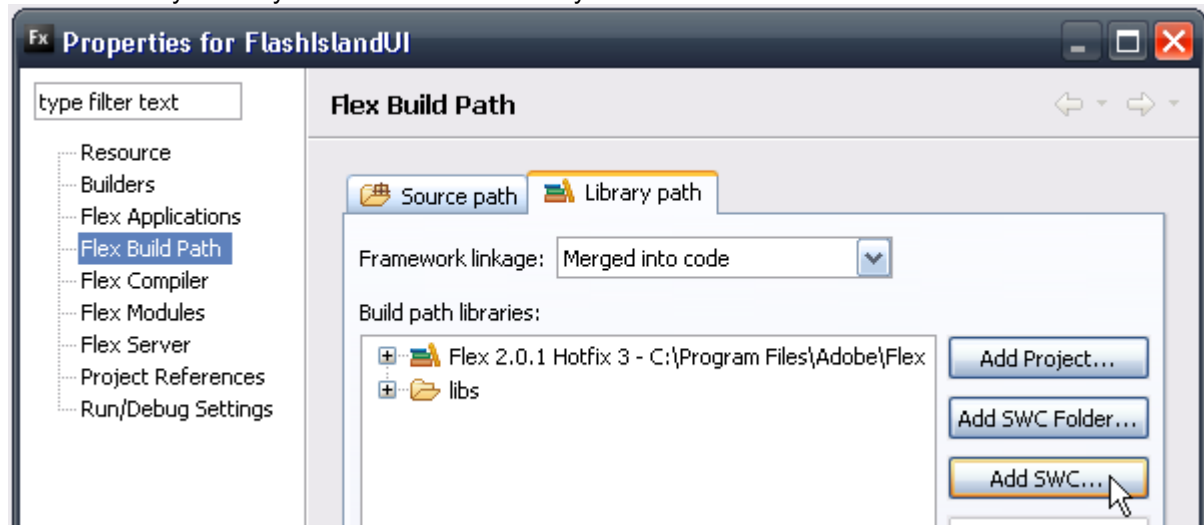 Fx Properties for FlashIslandUI
type filter text
Flex Build Path
Resource
Builders
Flex Applications
Flex Build Path
Flex Compiler
Flex Modules
Flex Server
Project References
Run/Debug Settings
Source path
Library path
Framework linkage: Merged into code
Build path libraries:
Flex 2.0.1 Hotfix 3 - C:\Program Files\Adobe\Flex
libs
Add Project...
Add SWC Folder...
Add SWC...